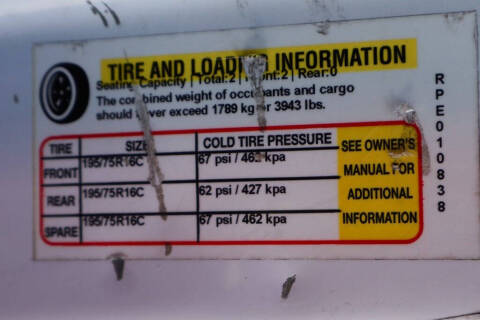 TIRE AND LOADING INFORMATION
Seating Capacity | Total:2 | Front:2 | Rear:0
The combined weight of occupants and cargo
should never exceed 1789 kg or 3943 lbs.
TIRE SIZE COLD TIRE PRESSURE
FRONT 195/75R16C 67 psi / 462 kpa
REAR 195/75R16C 62 psi / 427 kpa
SPARE 195/75R16C 67 psi / 462 kpa
SEE OWNER'S
MANUAL FOR
ADDITIONAL
INFORMATION
RPE010838